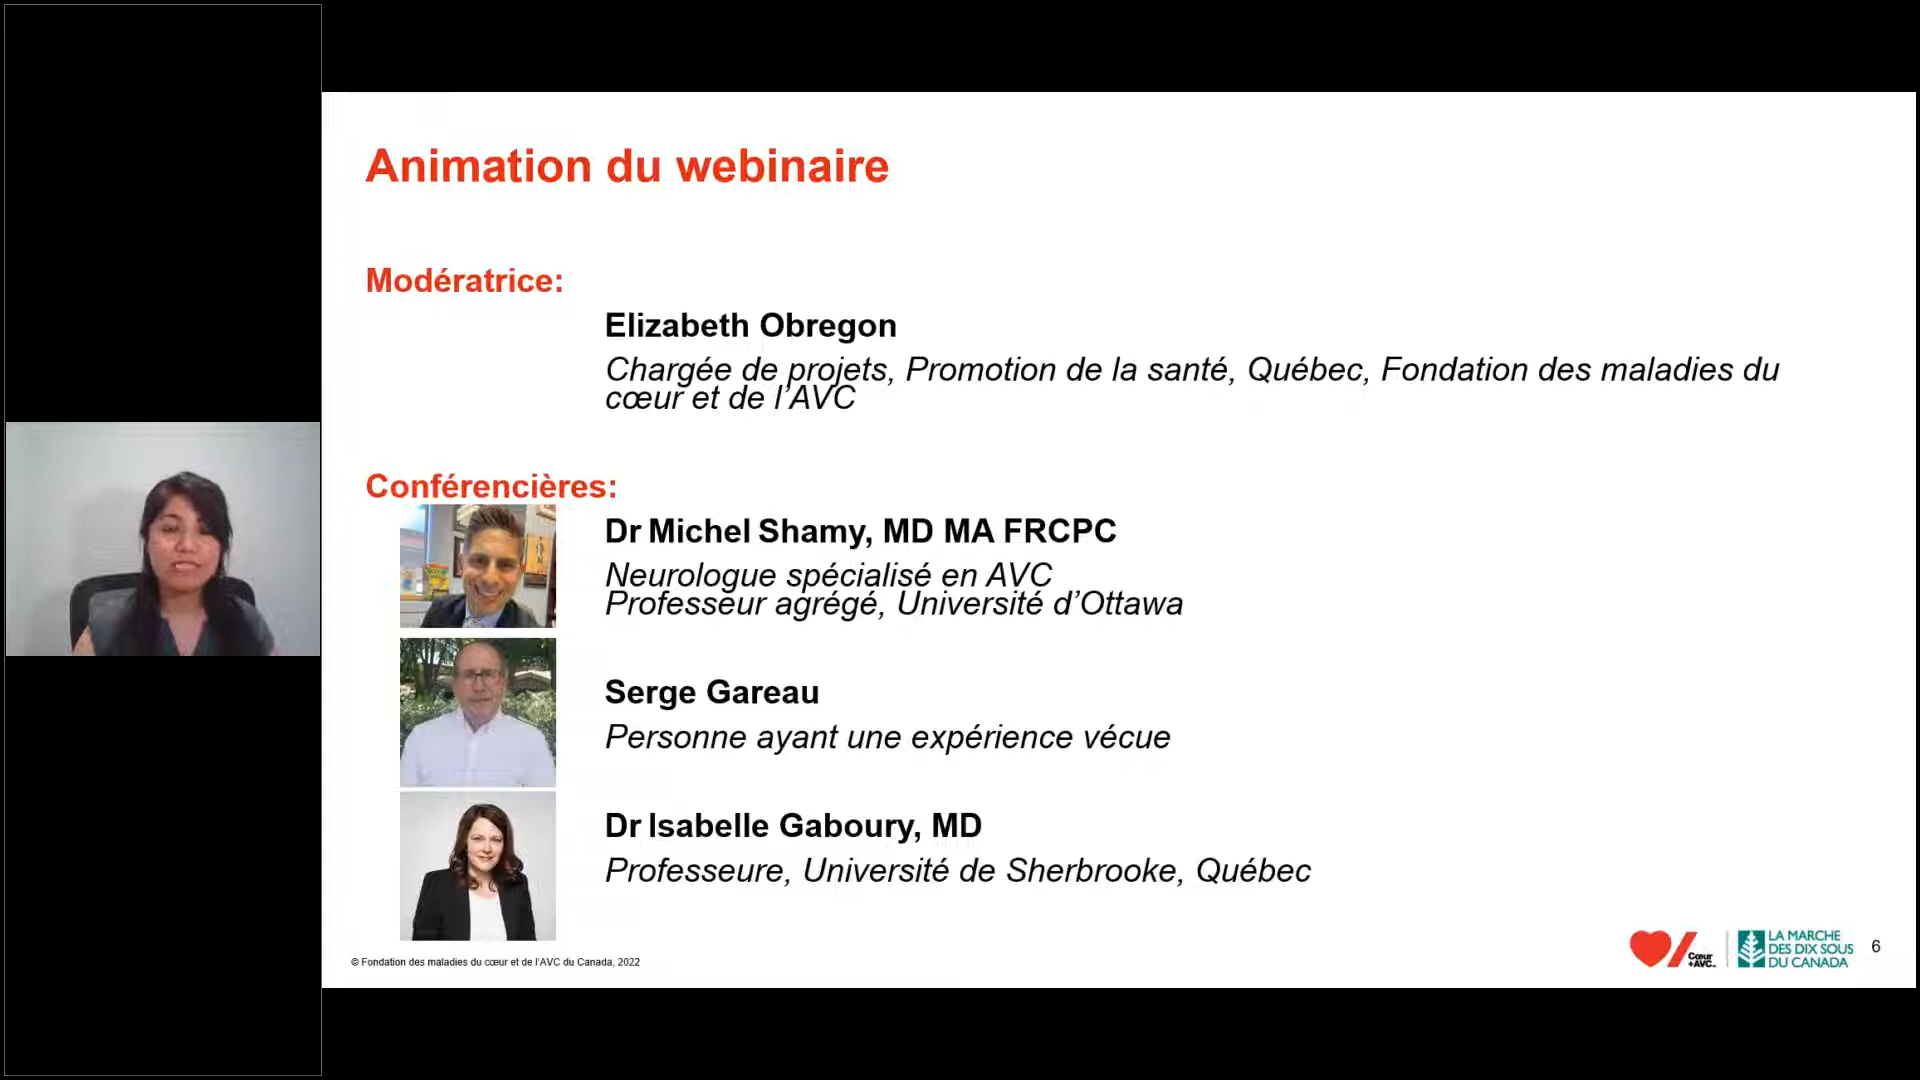 Animation du webinaire
Modératrice:
Elizabeth Obregon
Chargée de projets, Promotion de la santé, Québec, Fondation des maladies du
cœur et de l'AVC
Conférencières:
Dr Michel Shamy, MD MA FRCPC
Neurologue spécialisé en AVC
Professeur agrégé, Université d'Ottawa
Serge Gareau
Personne ayant une expérience vécue
Dr Isabelle Gaboury, MD
Professeure, Université de Sherbrooke, Québec
© Fondation des maladies du cœur et de l'AVC du Canada, 2022
Cœur
+AVC™
LA MARCHE
DES DIX SOUS
DU CANADA
6